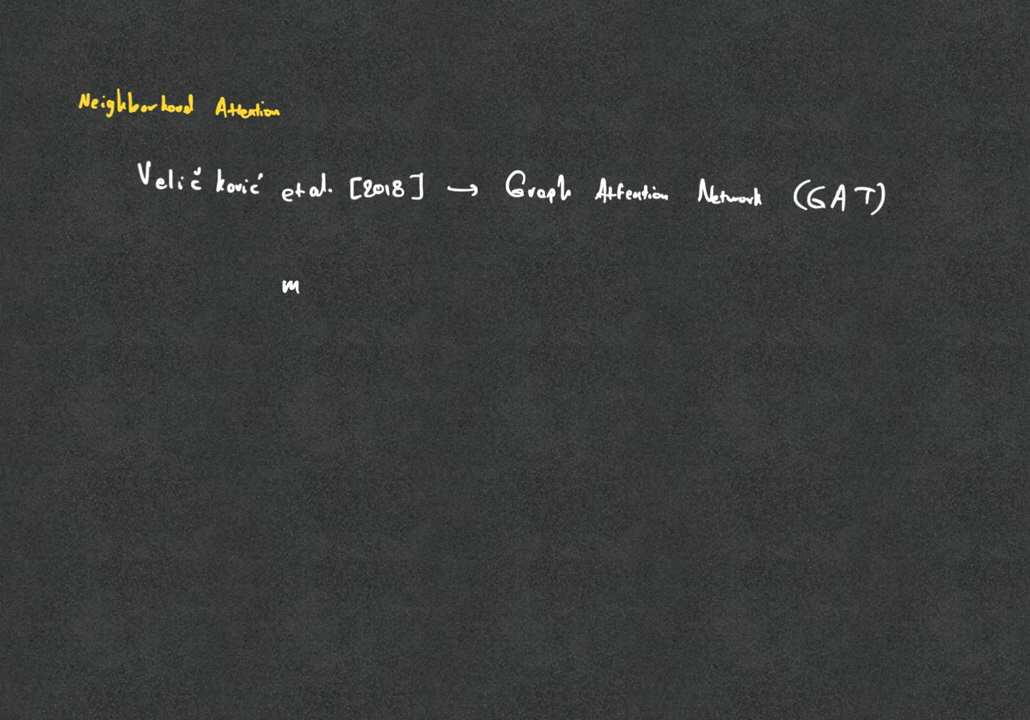 Neighborhood Attention
Veličković et al. [2018] → Graph Attention Network (GAT)
m